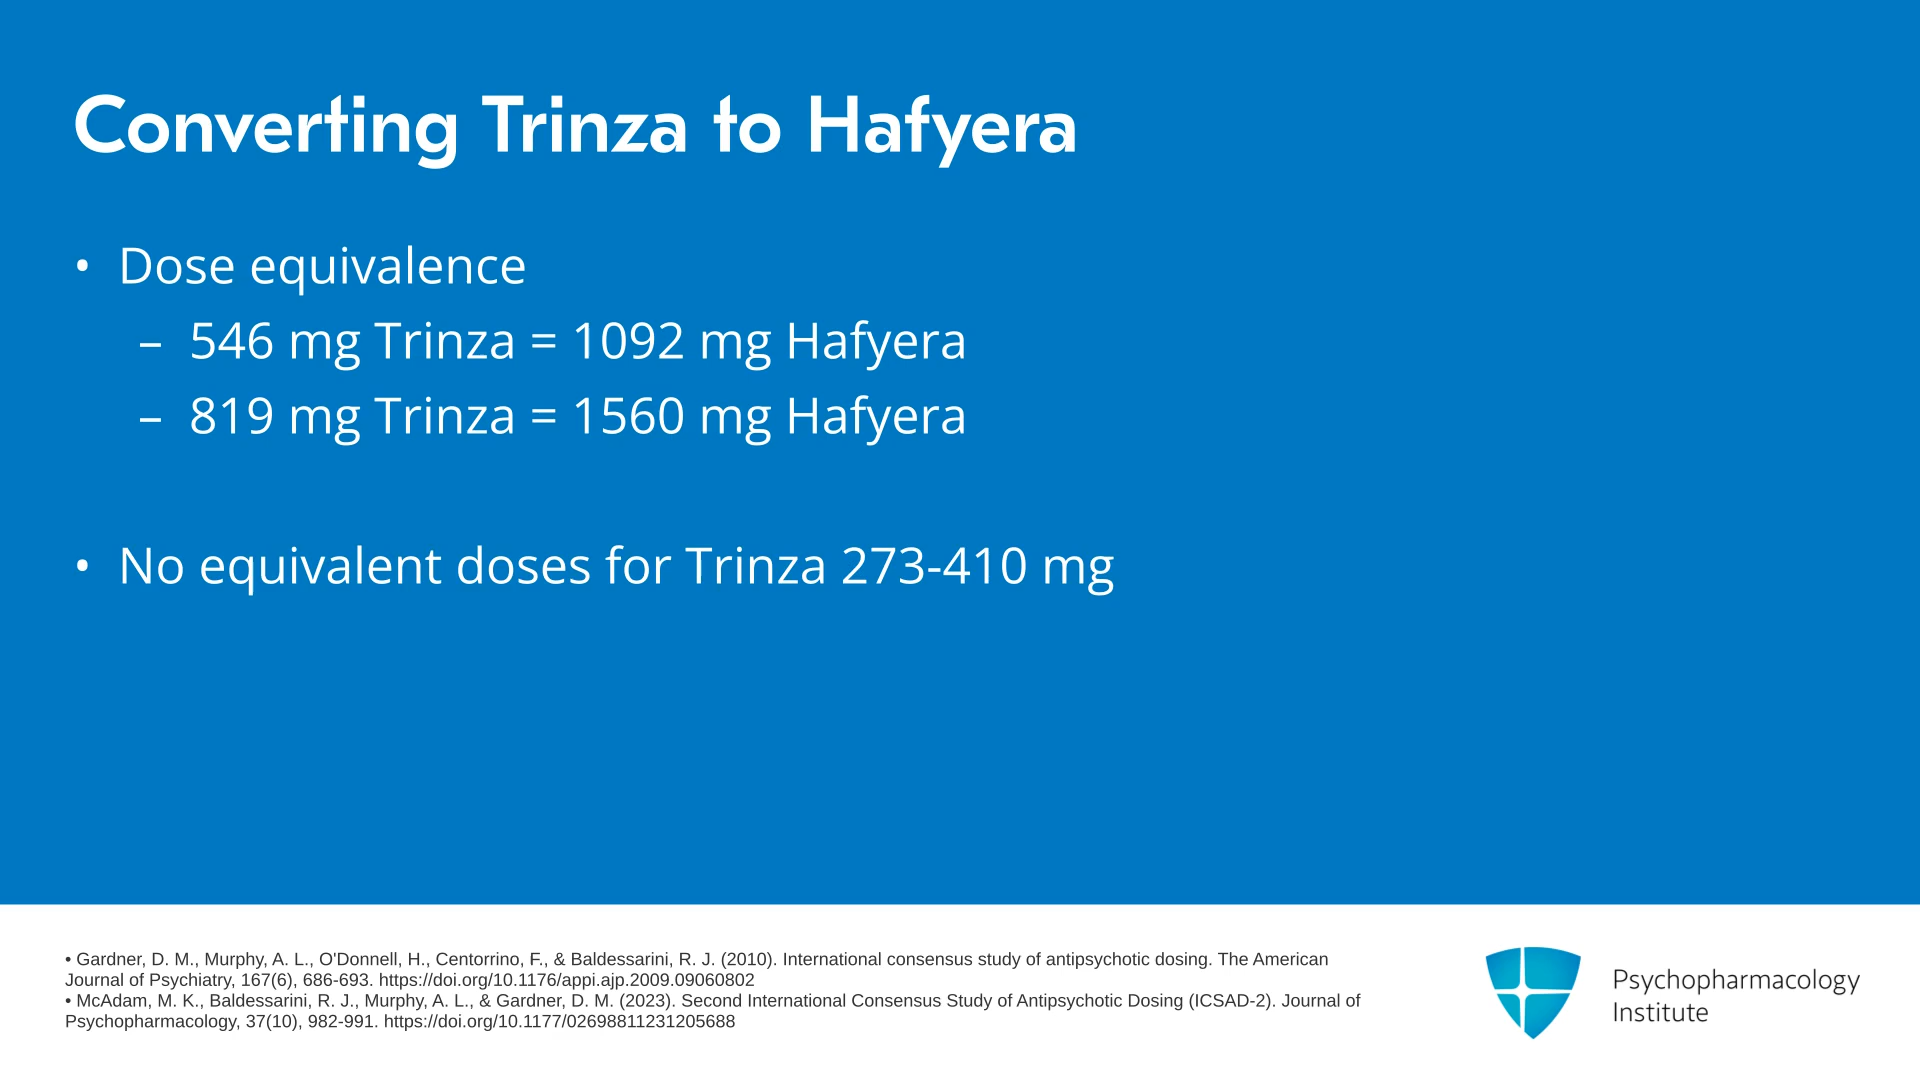 Converting Trinza to Hafyera
• Dose equivalence
– 546 mg Trinza = 1092 mg Hafyera
– 819 mg Trinza = 1560 mg Hafyera
• No equivalent doses for Trinza 273-410 mg
• Gardner, D. M., Murphy, A. L., O'Donnell, H., Centorrino, F., & Baldessarini, R. J. (2010). International consensus study of antipsychotic dosing. The American
Journal of Psychiatry, 167(6), 686-693. https://doi.org/10.1176/appi.ajp.2009.09060802
• McAdam, M. K., Baldessarini, R. J., Murphy, A. L., & Gardner, D. M. (2023). Second International Consensus Study of Antipsychotic Dosing (ICSAD-2). Journal of
Psychopharmacology, 37(10), 982-991. https://doi.org/10.1177/02698811231205688
Psychopharmacology
Institute